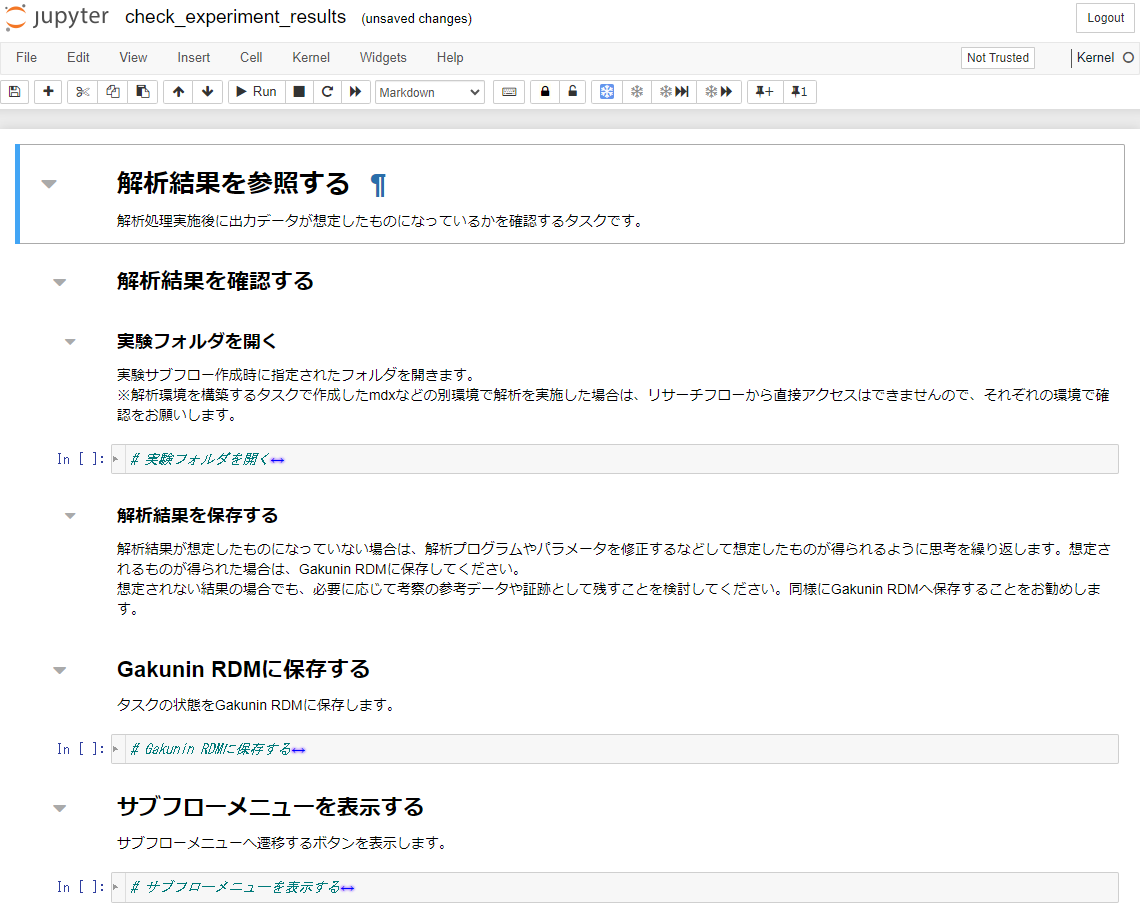 jupyter check_experiment_results (unsaved changes) Logout
File Edit View Insert Cell Kernel Widgets Help Not Trusted Kernel
Run Markdown 1
解析結果を参照する ¶
解析処理実施後に出力データが想定したものになっているかを確認するタスクです。
解析結果を確認する
実験フォルダを開く
実験サブフロー作成時に指定されたフォルダを開きます。
※解析環境を構築するタスクで作成したmdxなどの別環境で解析を実施した場合は、リサーチフローから直接アクセスはできませんので、それぞれの環境で確
認をお願いします。
In [ ]: # 実験フォルダを開く
解析結果を保存する
解析結果が想定したものになっていない場合は、解析プログラムやパラメータを修正するなどして想定したものが得られるように思考を繰り返します。想定さ
れるものが得られた場合は、Gakunin RDMに保存してください。
想定されない結果の場合でも、必要に応じて考察の参考データや証跡として残すことを検討してください。同様にGakunin RDMへ保存することをお勧めしま
す。
Gakunin RDMに保存する
タスクの状態をGakunin RDMに保存します。
In [ ]: # Gakunin RDMに保存する
サブフローメニューを表示する
サブフローメニューへ遷移するボタンを表示します。
In [ ]: # サブフローメニューを表示する